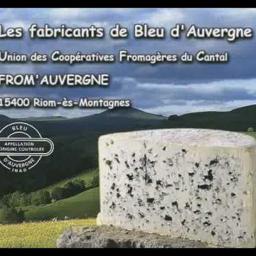 Les fabricants de Bleu d'Auvergne
Union des Coopératives Fromagères du Cantal
FROM'AUVERGNE
15400 Riom-ès-Montagnes
BLEU
APPELLATION
ORIGINE CONTROLÉE
D'AUVERGNE